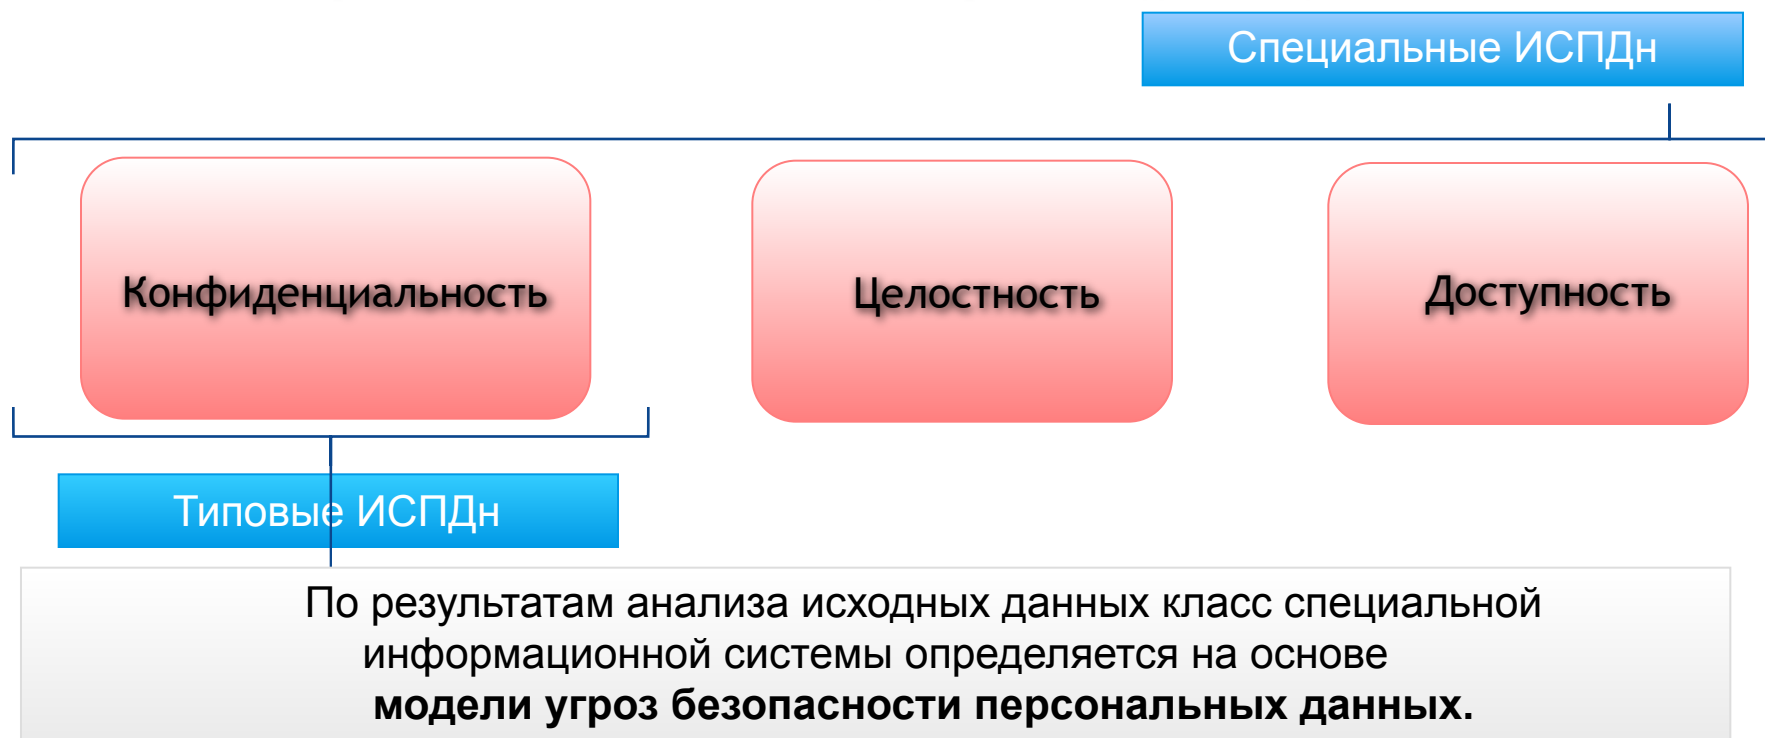 Специальные ИСПДн
Конфиденциальность
Целостность
Доступность
Типовые ИСПДн
По результатам анализа исходных данных класс специальной
информационной системы определяется на основе
модели угроз безопасности персональных данных.